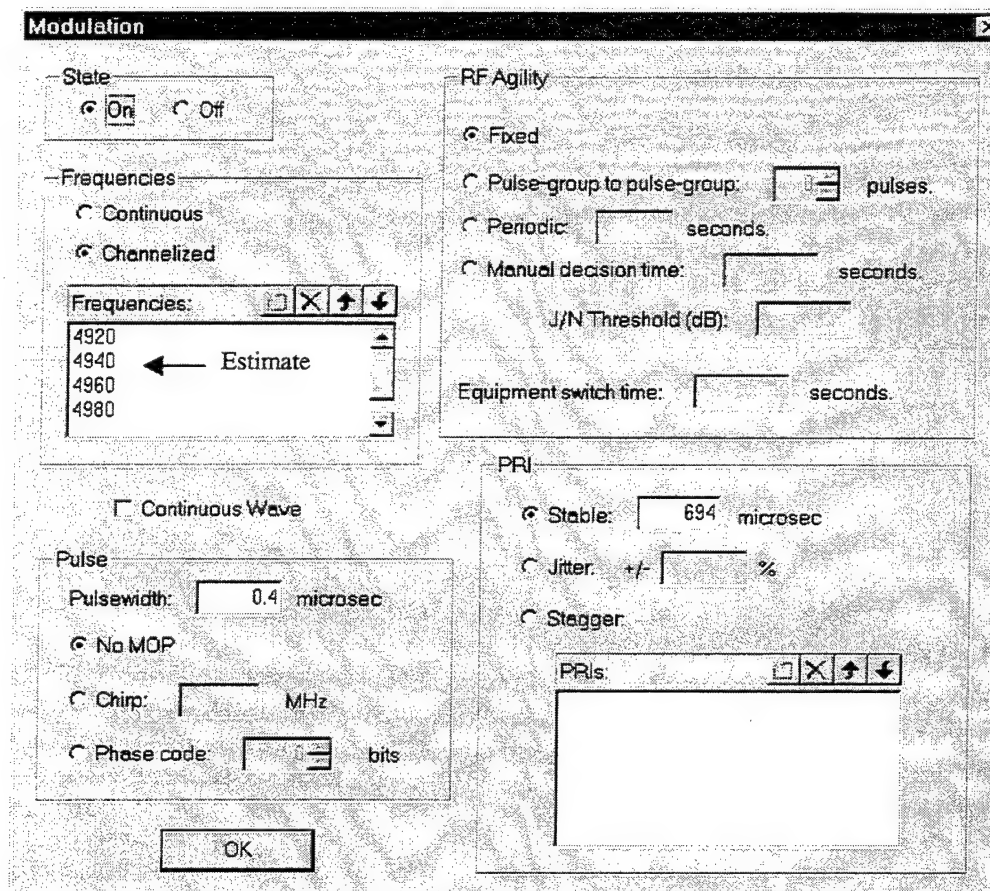 Modulation
State
On Off
Frequencies
Continuous
Channelized
Frequencies:
4920
4940
4960
4980
Estimate
Continuous Wave
Pulse
Pulsewidth: 0.4 microsec
No MOP
Chirp: MHz
Phase code: 0 bits
OK
RF Agility
Fixed
Pulse-group to pulse-group: 0 pulses.
Periodic: seconds.
Manual decision time: seconds.
J/N Threshold (dB):
Equipment switch time: seconds.
PRI
Stable: 694 microsec
Jitter: +/- %
Stagger:
PRIs: